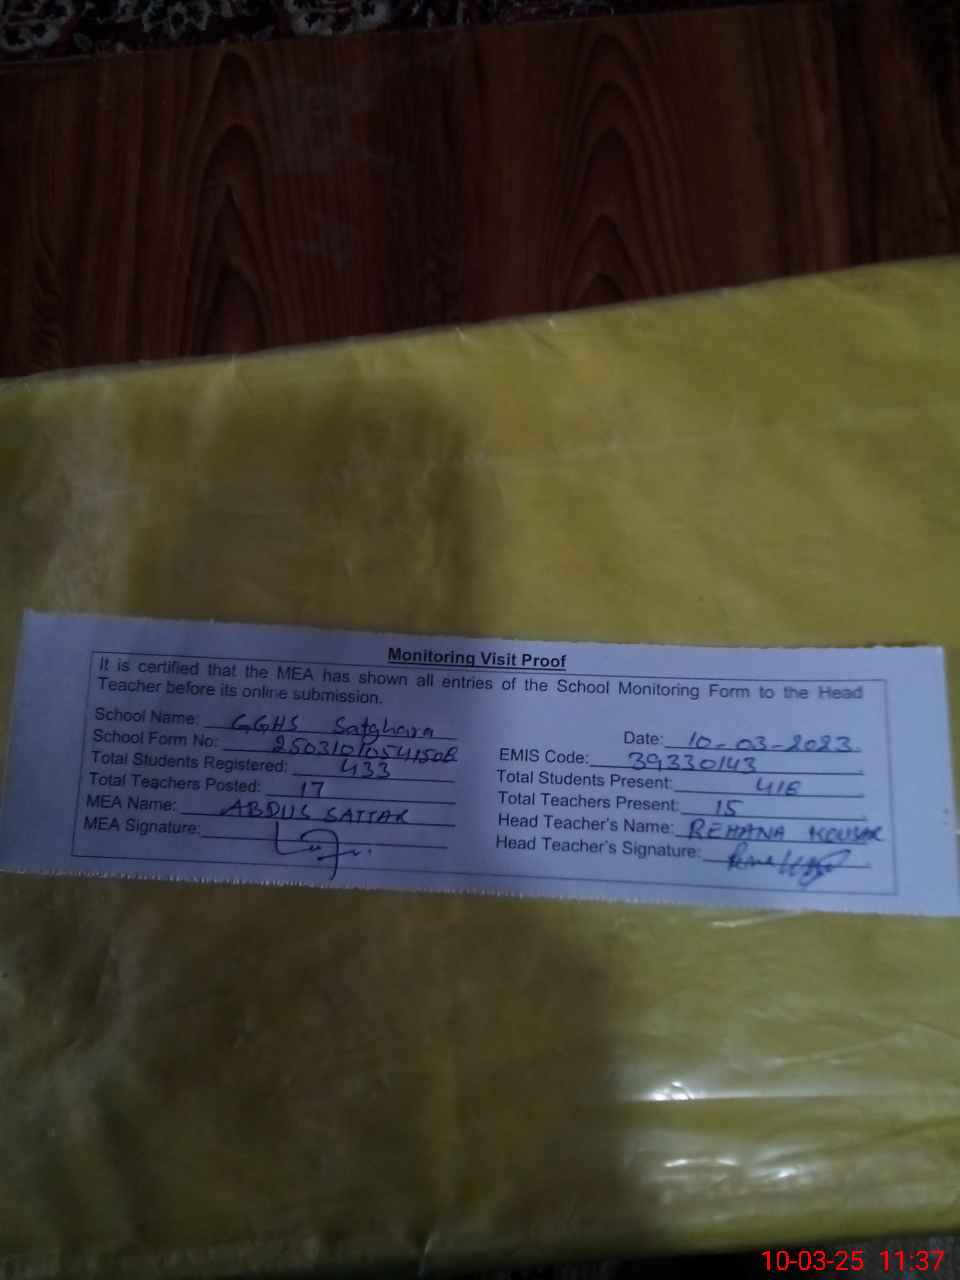 Monitoring Visit Proof
It is certified that the MEA has shown all entries of the School Monitoring Form to the Head
Teacher before its online submission.
School Name: GGHS Satghara
Date: 10-03-2023
School Form No:
EMIS Code: 39330143
Total Students Registered: 433
Total Students Present:
Total Teachers Posted: 17
Total Teachers Present: 15
MEA Name: ABDUS SATTAR
Head Teacher's Name: REHANA KOUSAR
MEA Signature:
Head Teacher's Signature:
10-03-25 11:37